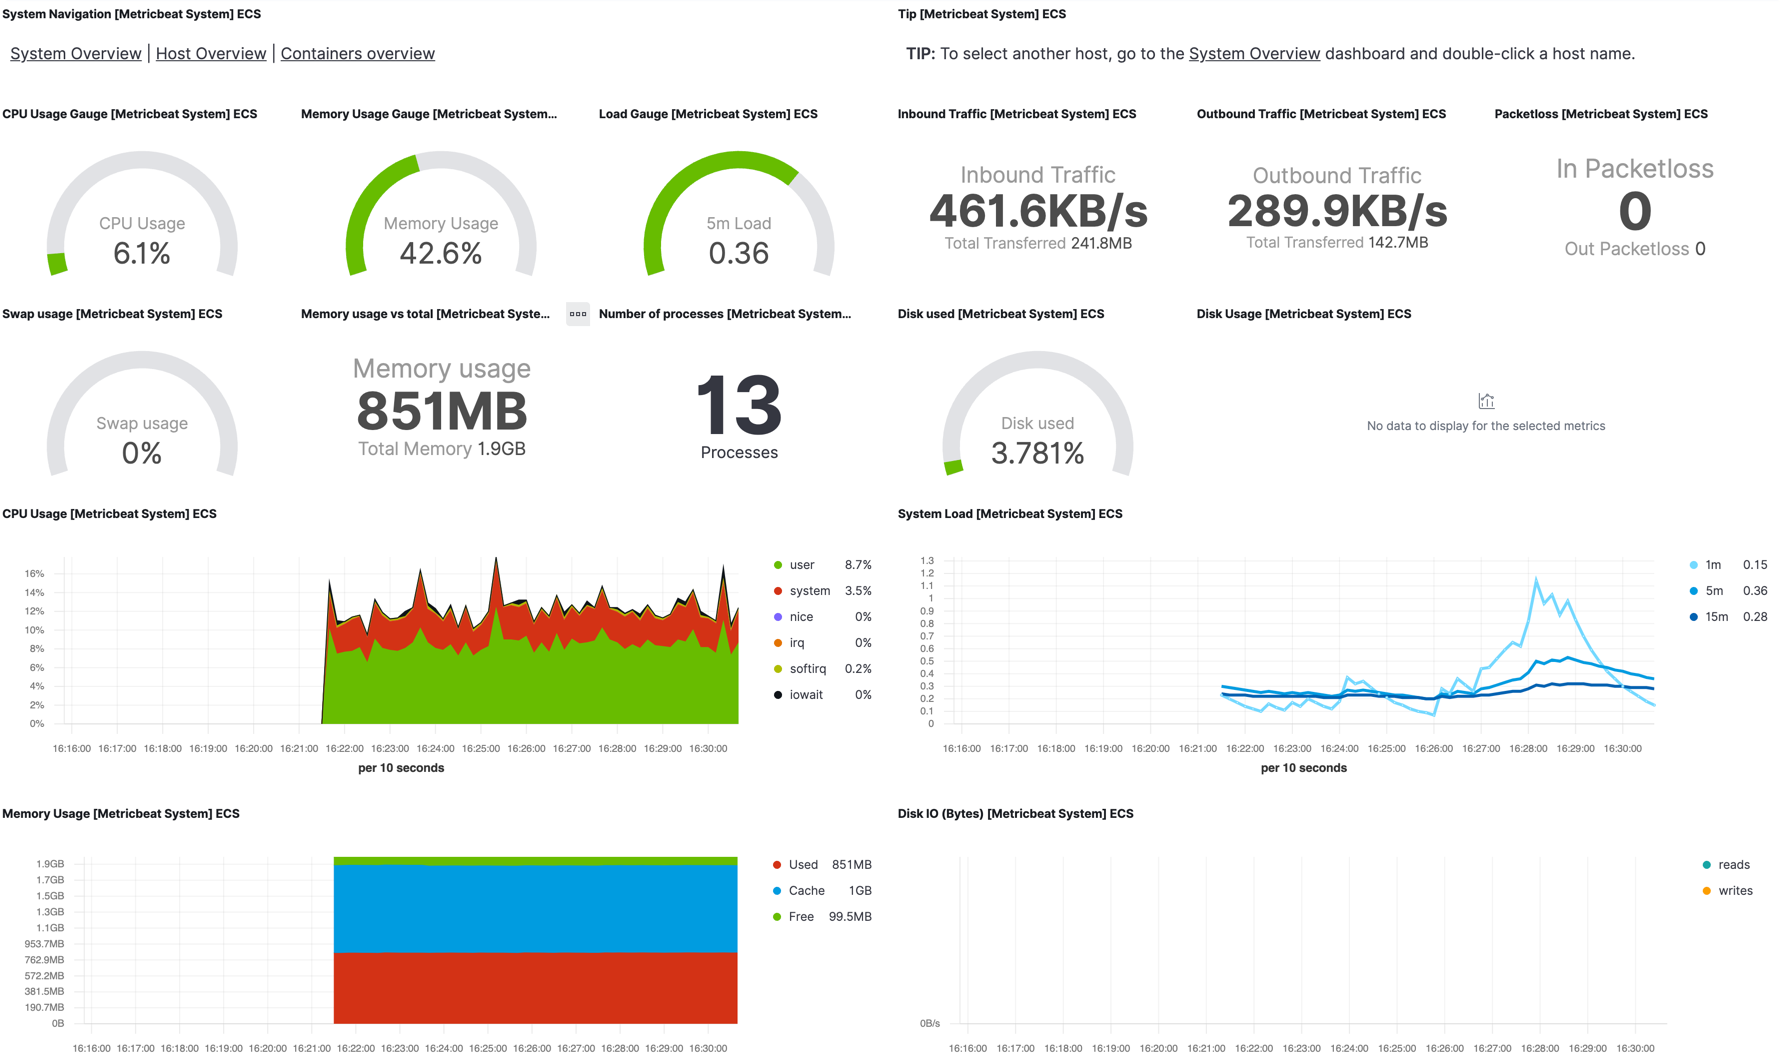 System Navigation [Metricbeat System] ECS
System Overview | Host Overview | Containers overview
Tip [Metricbeat System] ECS
TIP: To select another host, go to the System Overview dashboard and double-click a host name.
CPU Usage Gauge [Metricbeat System] ECS
CPU Usage
6.1%
Memory Usage Gauge [Metricbeat System...
Memory Usage
42.6%
Load Gauge [Metricbeat System] ECS
5m Load
0.36
Inbound Traffic [Metricbeat System] ECS
Inbound Traffic
461.6KB/s
Total Transferred 241.8MB
Outbound Traffic [Metricbeat System] ECS
Outbound Traffic
289.9KB/s
Total Transferred 142.7MB
Packetloss [Metricbeat System] ECS
In Packetloss
0
Out Packetloss 0
Swap usage [Metricbeat System] ECS
Swap usage
0%
Memory usage vs total [Metricbeat Syste...
Memory usage
851MB
Total Memory 1.9GB
Number of processes [Metricbeat System...
13
Processes
Disk used [Metricbeat System] ECS
Disk used
3.781%
Disk Usage [Metricbeat System] ECS
No data to display for the selected metrics
CPU Usage [Metricbeat System] ECS
16%
14%
12%
10%
8%
6%
4%
2%
0%
16:16:00 16:17:00 16:18:00 16:19:00 16:20:00 16:21:00 16:22:00 16:23:00 16:24:00 16:25:00 16:26:00 16:27:00 16:28:00 16:29:00 16:30:00
per 10 seconds
user 8.7%
system 3.5%
nice 0%
irq 0%
softirq 0.2%
iowait 0%
System Load [Metricbeat System] ECS
1.3
1.2
1.1
1
0.9
0.8
0.7
0.6
0.5
0.4
0.3
0.2
0.1
0
16:16:00 16:17:00 16:18:00 16:19:00 16:20:00 16:21:00 16:22:00 16:23:00 16:24:00 16:25:00 16:26:00 16:27:00 16:28:00 16:29:00 16:30:00
per 10 seconds
1m 0.15
5m 0.36
15m 0.28
Memory Usage [Metricbeat System] ECS
1.9GB
1.7GB
1.5GB
1.3GB
1.1GB
953.7MB
762.9MB
572.2MB
381.5MB
190.7MB
0B
16:16:00 16:17:00 16:18:00 16:19:00 16:20:00 16:21:00 16:22:00 16:23:00 16:24:00 16:25:00 16:26:00 16:27:00 16:28:00 16:29:00 16:30:00
Used 851MB
Cache 1GB
Free 99.5MB
Disk IO (Bytes) [Metricbeat System] ECS
0B/s
16:16:00 16:17:00 16:18:00 16:19:00 16:20:00 16:21:00 16:22:00 16:23:00 16:24:00 16:25:00 16:26:00 16:27:00 16:28:00 16:29:00 16:30:00
reads
writes